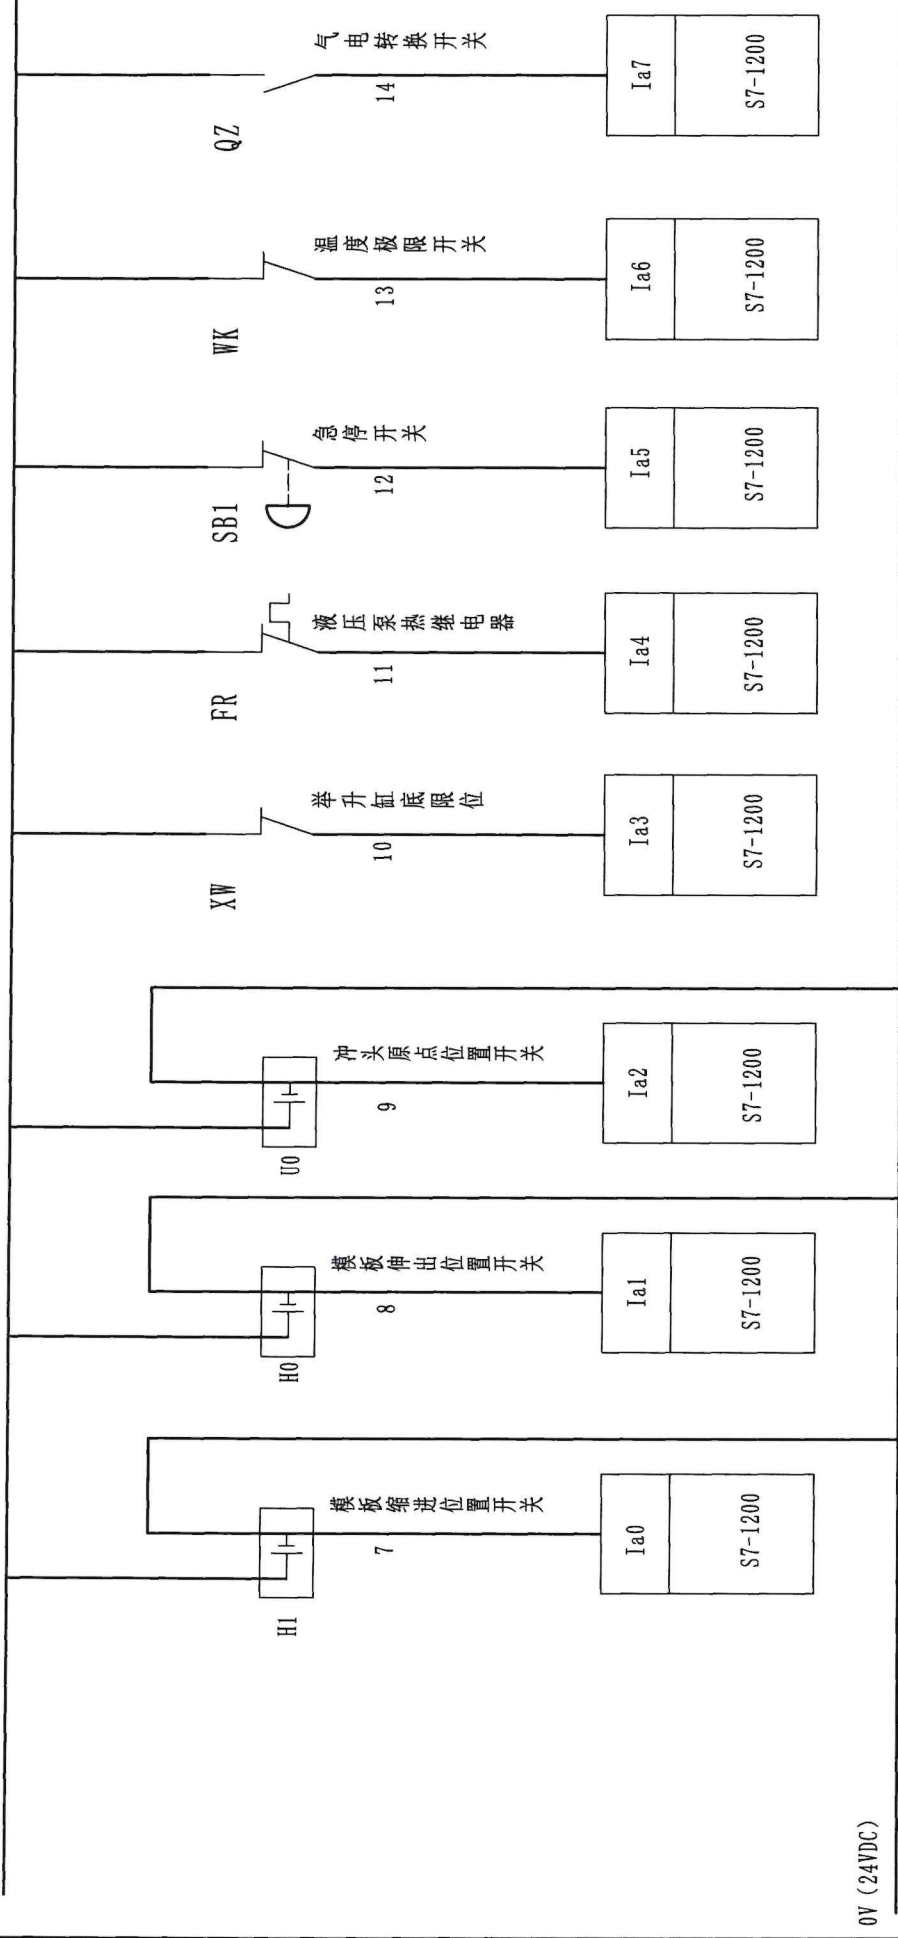 QZ
气电转换开关
14
Ia7
S7-1200
WK
温度极限开关
13
Ia6
S7-1200
SB1
急停开关
12
Ia5
S7-1200
FR
液压泵热继电器
11
Ia4
S7-1200
XW
举升缸底限位
10
Ia3
S7-1200
U0
冲头原点位置开关
9
Ia2
S7-1200
H0
模板伸出位置开关
8
Ia1
S7-1200
H1
模板缩进位置开关
7
Ia0
S7-1200
0V (24VDC)